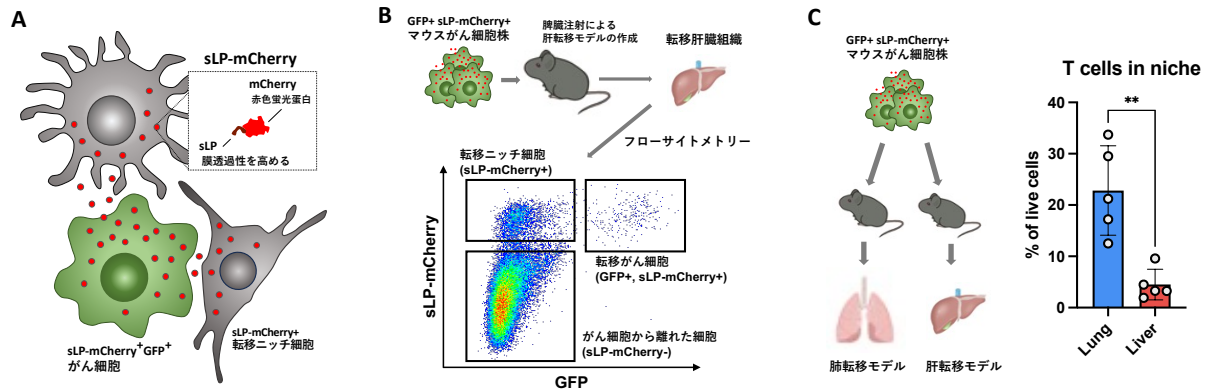 A
sLP-mCherry
mCherry
赤色蛍光蛋白
sLP
膜透過性を高める
sLP-mCherry+
転移ニッチ細胞
sLP-mCherry+GFP+
がん細胞
B
GFP+ sLP-mCherry+
マウスがん細胞株
脾臓注射による
肝転移モデルの作成
転移肝臓組織
フローサイトメトリー
転移ニッチ細胞
(sLP-mCherry+)
転移がん細胞
(GFP+, sLP-mCherry+)
がん細胞から離れた細胞
(sLP-mCherry-)
sLP-mCherry
GFP
C
GFP+ sLP-mCherry+
マウスがん細胞株
肺転移モデル
肝転移モデル
T cells in niche
**
% of live cells
40
30
20
10
0
Lung
Liver